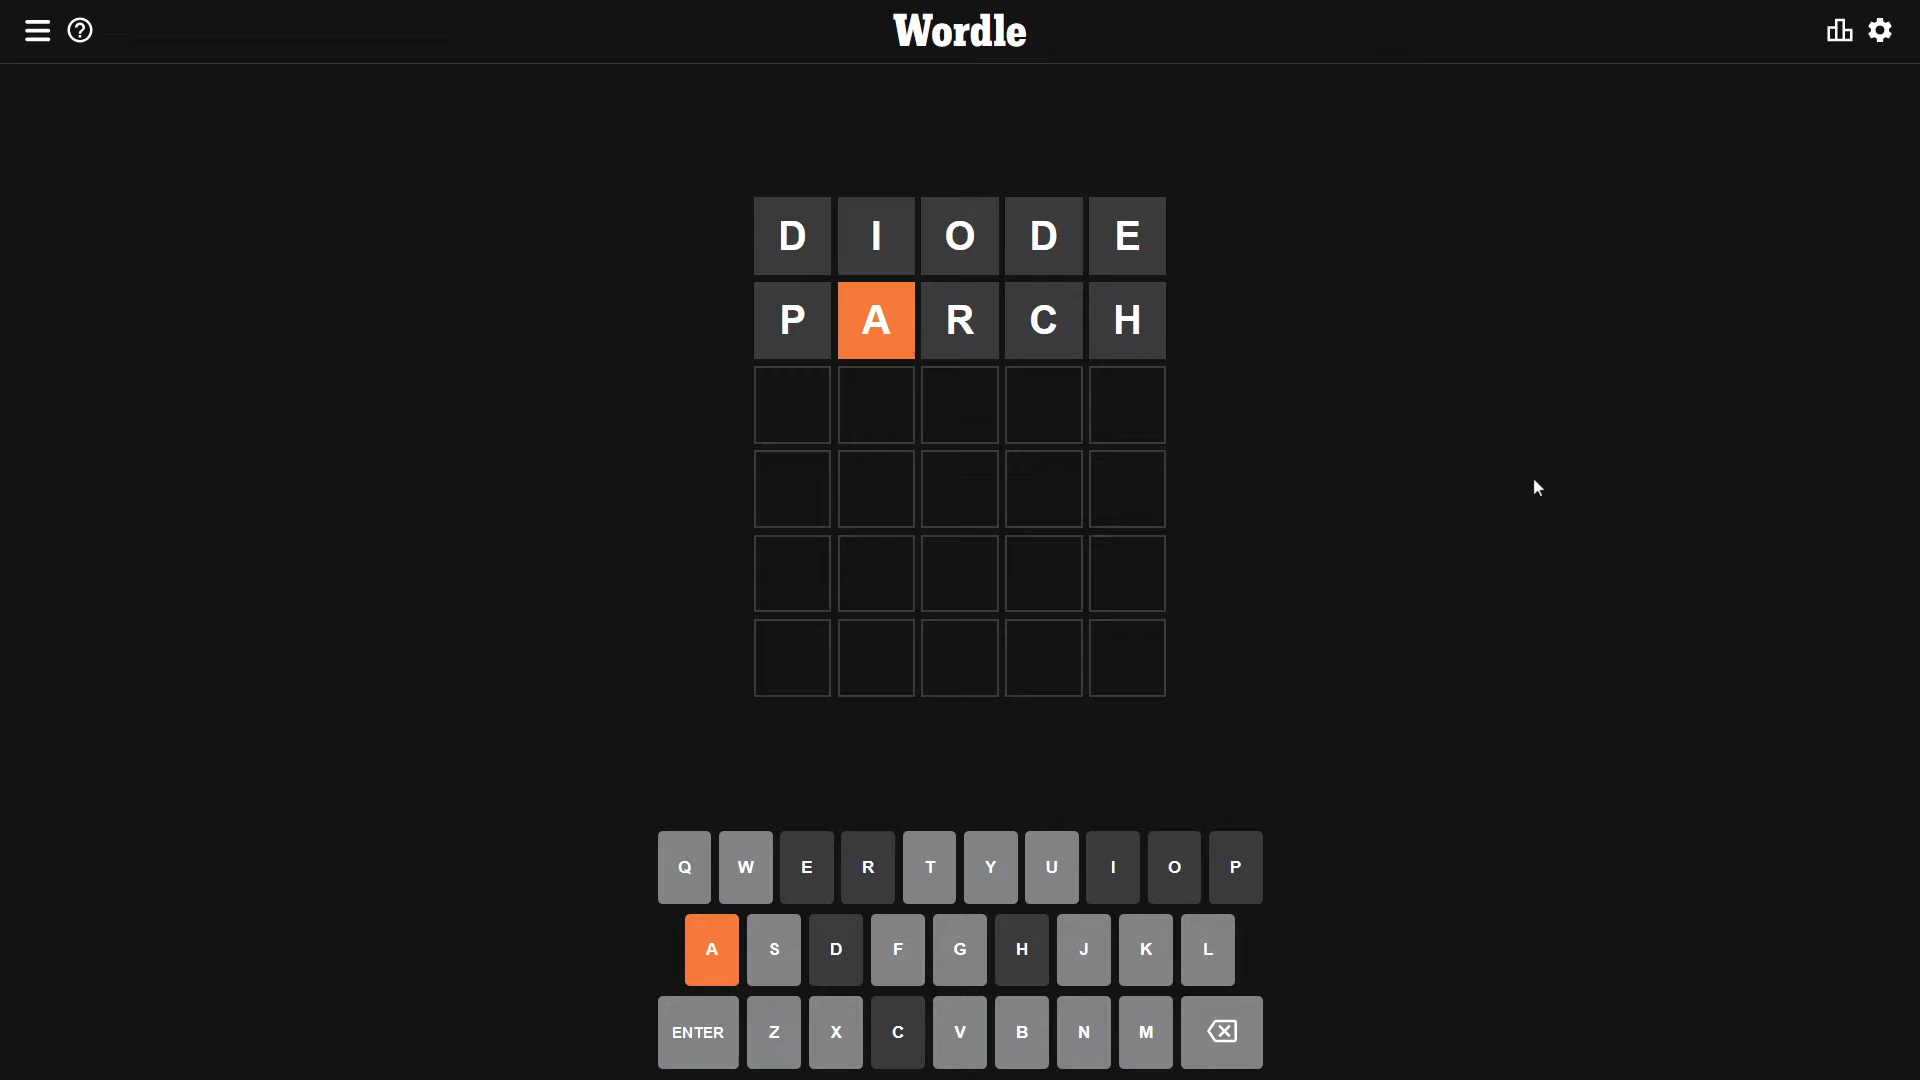 Wordle
D I O D E
P A R C H
Q W E R T Y U I O P
A S D F G H J K L
ENTER Z X C V B N M